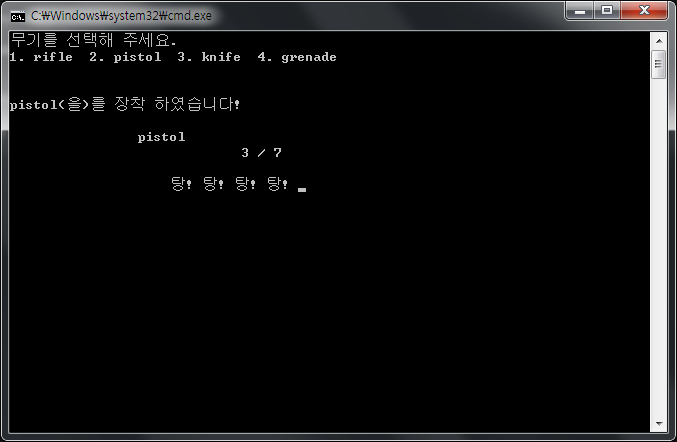 C:₩Windows₩system32₩cmd.exe
무기를 선택해 주세요.
1. rifle 2. pistol 3. knife 4. grenade
pistol(을)를 장착 하였습니다!
pistol
3 / 7
탕! 탕! 탕! 탕!